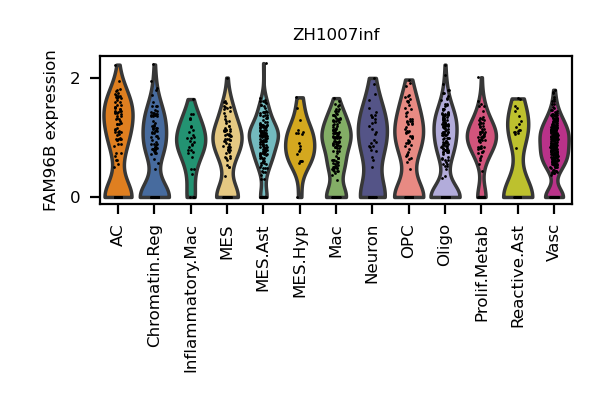 ZH1007inf
FAM96B expression
2
0
AC
Chromatin.Reg
Inflammatory.Mac
MES
MES.Ast
MES.Hyp
Mac
Neuron
OPC
Oligo
Prolif.Metab
Reactive.Ast
Vasc